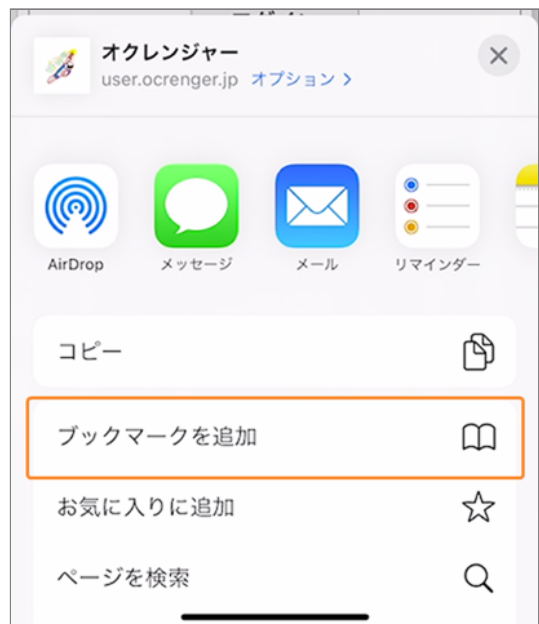 オクレンジャー
user.ocrenger.jp オプション >
AirDrop メッセージ メール リマインダー
コピー
ブックマークを追加
お気に入りに追加
ページを検索